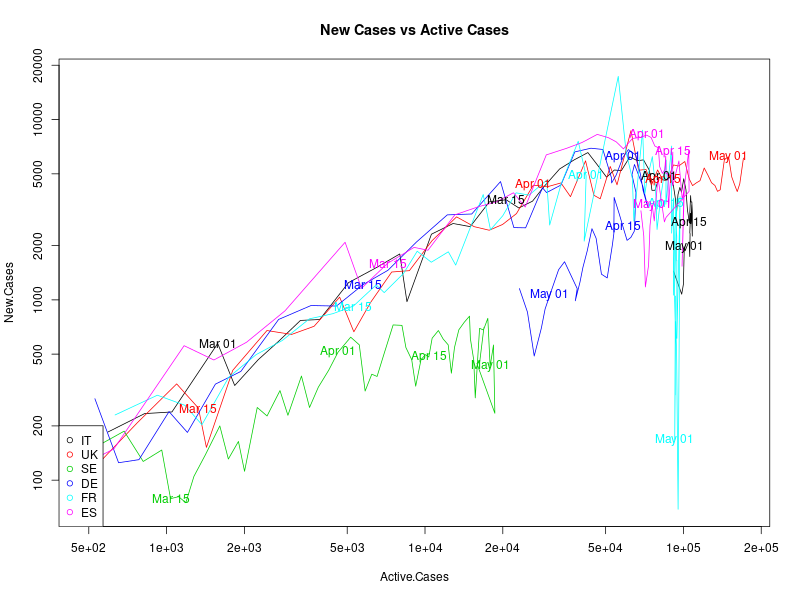 New Cases vs Active Cases
New.Cases
20000
10000
5000
2000
1000
500
200
100
Apr 01
Apr 15
May 01
Apr 01
Apr 01
Apr 01
Apr 01
Apr 15
Mar 15
May 01
Apr 15
Apr 15
May 01
Mar 15
Mar 15
May 01
Mar 15
Mar 01
Apr 01
Apr 15
May 01
Mar 15
May 01
Mar 15
IT
UK
SE
DE
FR
ES
5e+02
1e+03
2e+03
5e+03
1e+04
2e+04
5e+04
1e+05
2e+05
Active.Cases